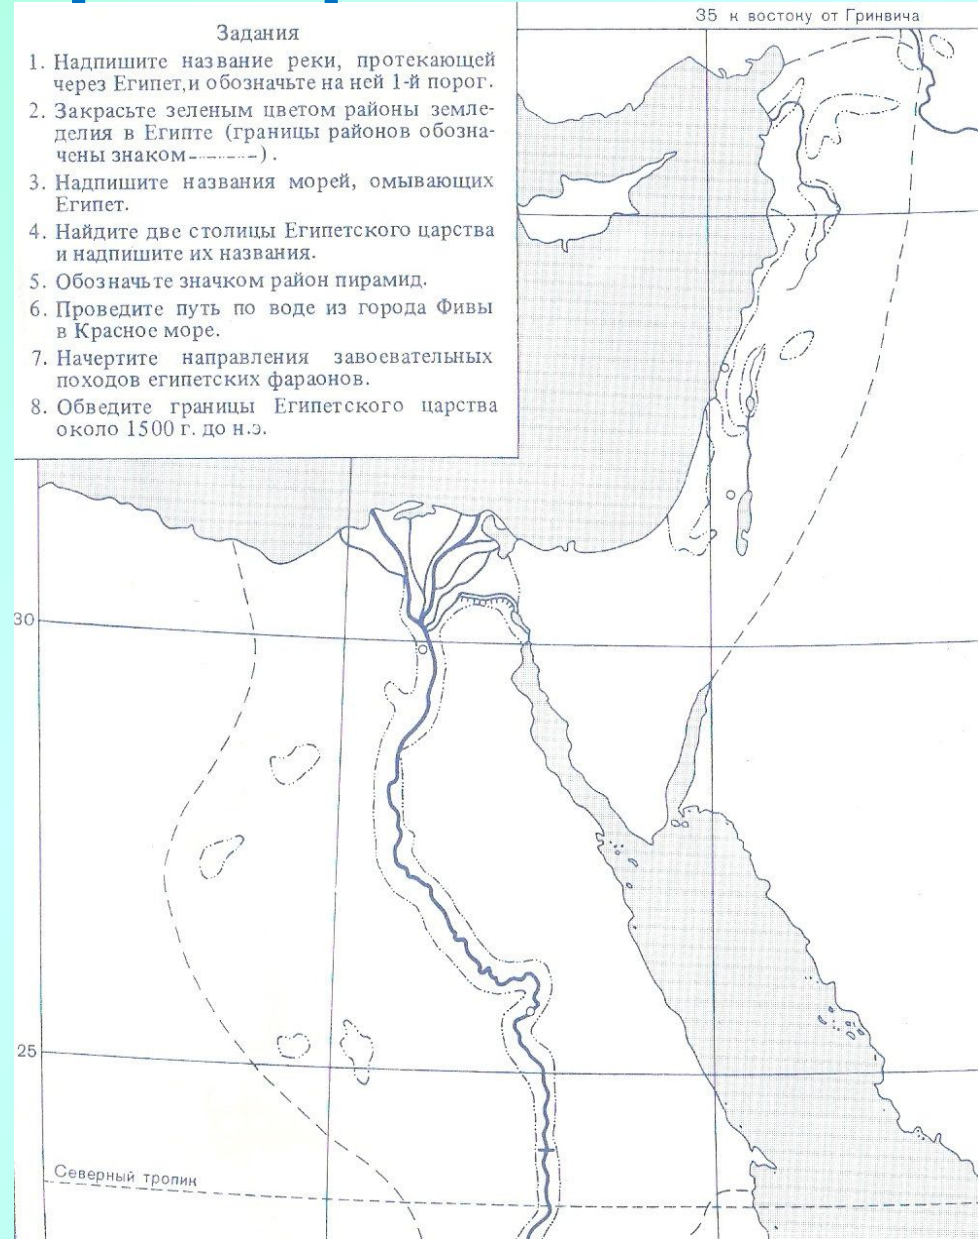 35 к востоку от Гринвича
Задания
1. Надпишите название реки, протекающей
через Египет,и обозначьте на ней 1-й порог.
2. Закрасьте зеленым цветом районы земле-
делия в Египте (границы районов обозна-
чены знаком-··-··-··-).
3. Надпишите названия морей, омывающих
Египет.
4. Найдите две столицы Египетского царства
и надпишите их названия.
5. Обозначьте значком район пирамид.
6. Проведите путь по воде из города Фивы
в Красное море.
7. Начертите направления завоевательных
походов египетских фараонов.
8. Обведите границы Египетского царства
около 1500 г. до н.э.
30
25
Северный тропик